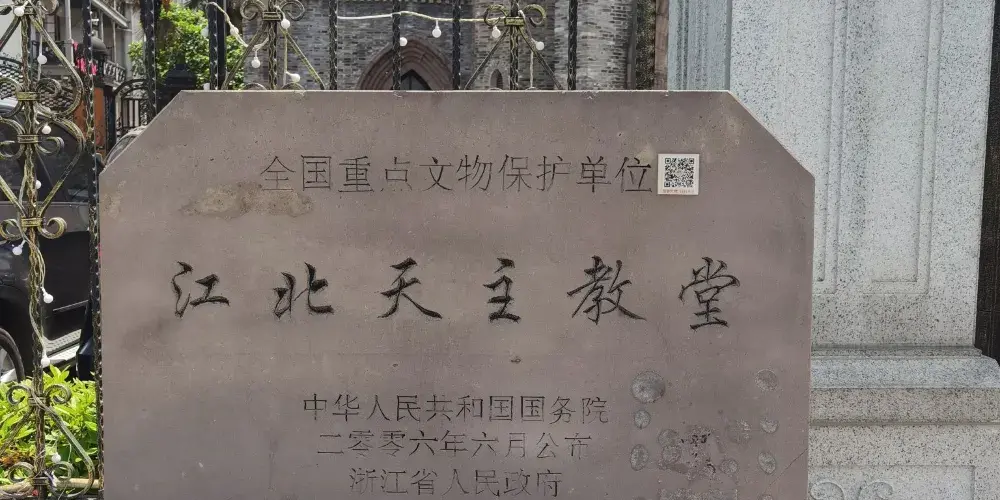 全国重点文物保护单位
江北天主教堂
中华人民共和国国务院
二零零六年六月公布
浙江省人民政府